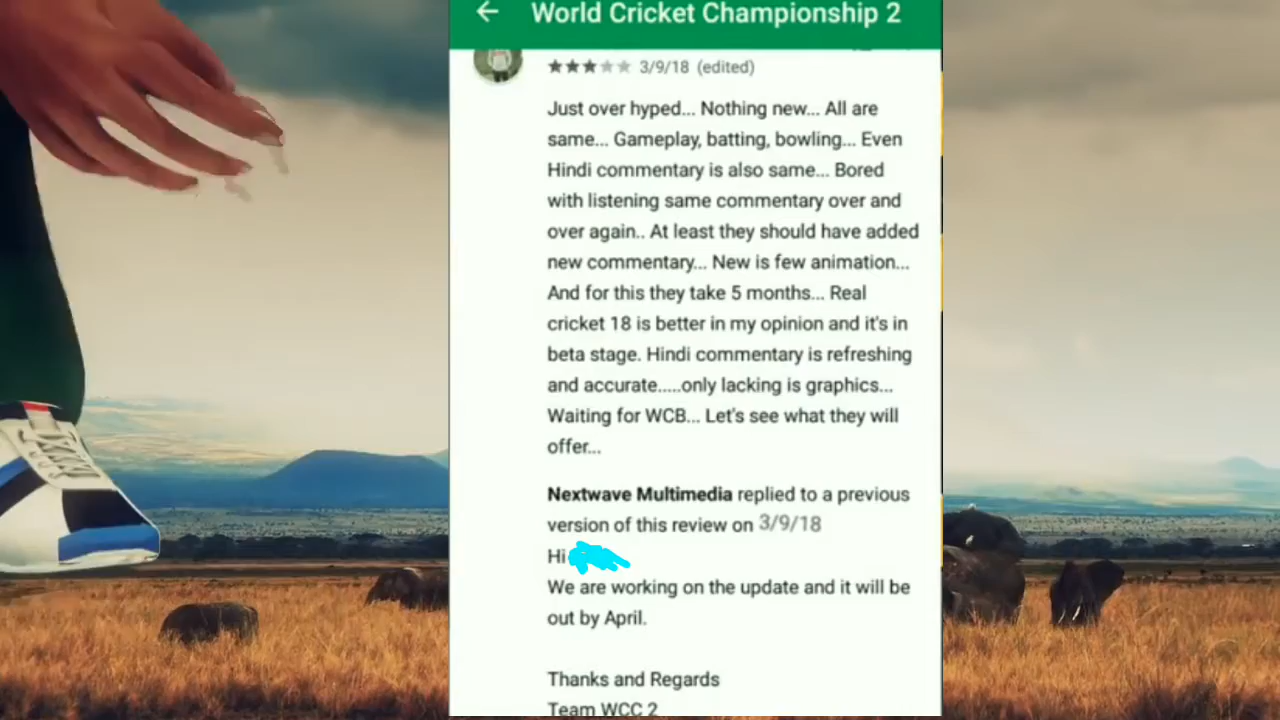 World Cricket Championship 2
3/9/18 (edited)
Just over hyped... Nothing new... All are
same... Gameplay, batting, bowling... Even
Hindi commentary is also same... Bored
with listening same commentary over and
over again.. At least they should have added
new commentary... New is few animation...
And for this they take 5 months... Real
cricket 18 is better in my opinion and it's in
beta stage. Hindi commentary is refreshing
and accurate.....only lacking is graphics...
Waiting for WCB... Let's see what they will
offer...
Nextwave Multimedia replied to a previous
version of this review on 3/9/18
Hi
We are working on the update and it will be
out by April.
Thanks and Regards
Team WCC 2